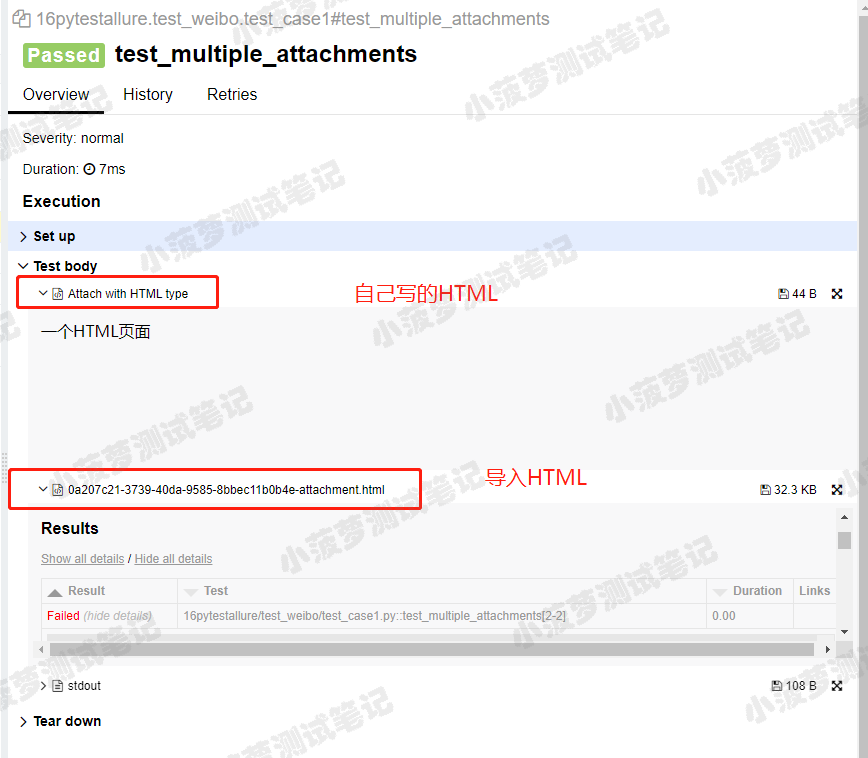 16pytestallure.test_weibo.test_case1#test_multiple_attachments
Passed test_multiple_attachments
Overview History Retries
Severity: normal
Duration: 7ms
Execution
Set up
Test body
Attach with HTML type 自己写的HTML 44 B
一个HTML页面
导入HTML
0a207c21-3739-40da-9585-8bbec11b0b4e-attachment.html 32.3 KB
Results
Show all details / Hide all details
Result Test Duration Links
Failed (hide details) 16pytestallure/test_weibo/test_case1.py::test_multiple_attachments[2-2] 0.00
stdout 108 B
Tear down
小菠萝测试笔记